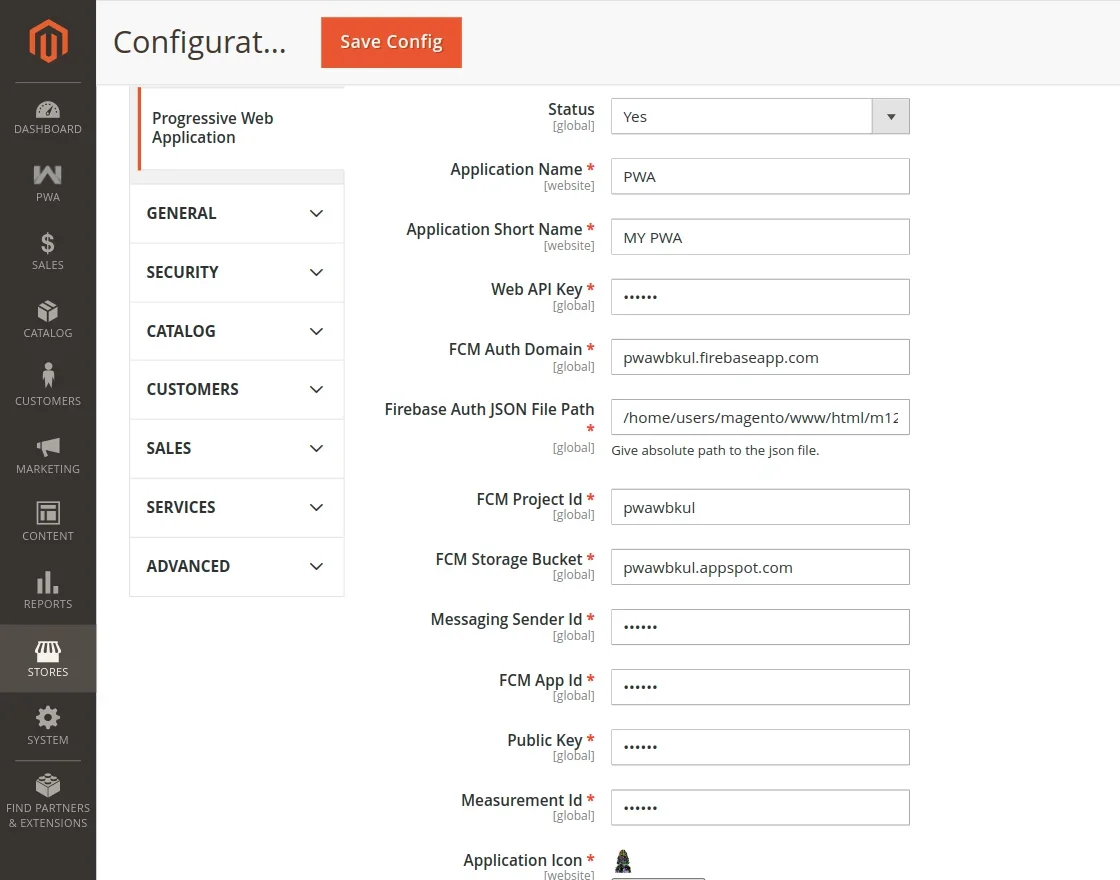 Configurat...
Save Config
DASHBOARD
PWA
SALES
CATALOG
CUSTOMERS
MARKETING
CONTENT
REPORTS
STORES
SYSTEM
FIND PARTNERS
& EXTENSIONS
Progressive Web
Application
GENERAL
SECURITY
CATALOG
CUSTOMERS
SALES
SERVICES
ADVANCED
Status
[global]
Yes
Application Name *
[website]
PWA
Application Short Name *
[website]
MY PWA
Web API Key *
[global]
••••••
FCM Auth Domain *
[global]
pwawbkul.firebaseapp.com
Firebase Auth JSON File Path
*
[global]
/home/users/magento/www/html/m12
Give absolute path to the json file.
FCM Project Id *
[global]
pwawbkul
FCM Storage Bucket *
[global]
pwawbkul.appspot.com
Messaging Sender Id *
[global]
••••••
FCM App Id *
[global]
••••••
Public Key *
[global]
••••••
Measurement Id *
[global]
••••••
Application Icon *
[website]